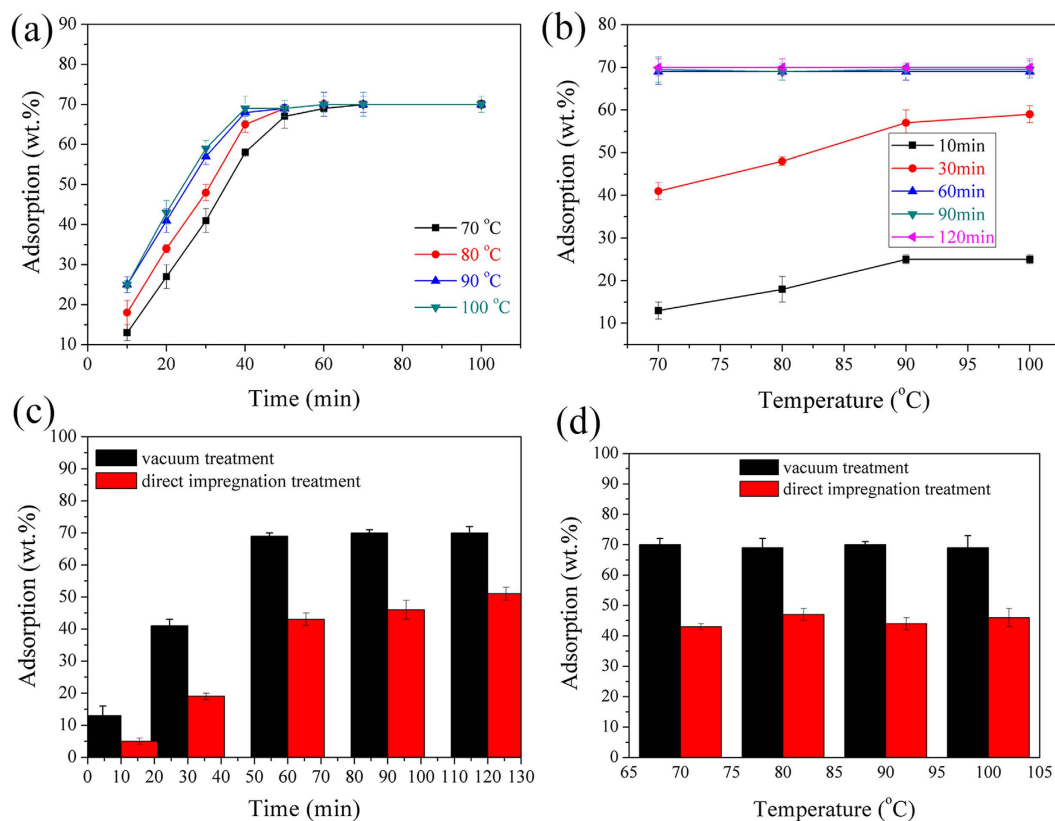 (a)
90
80
70
60
50
40
30
20
10
Adsorption (wt.%)
70 °C
80 °C
90 °C
100 °C
0 20 40 60 80 100
Time (min)
(b)
80
70
60
50
40
30
20
10
Adsorption (wt.%)
10min
30min
60min
90min
120min
70 75 80 85 90 95 100
Temperature (°C)
(c)
100
90
80
70
60
50
40
30
20
10
0
Adsorption (wt.%)
vacuum treatment
direct impregnation treatment
0 10 20 30 40 50 60 70 80 90 100 110 120 130
Time (min)
(d)
100
90
80
70
60
50
40
30
20
10
0
Adsorption (wt.%)
vacuum treatment
direct impregnation treatment
65 70 75 80 85 90 95 100 105
Temperature (°C)